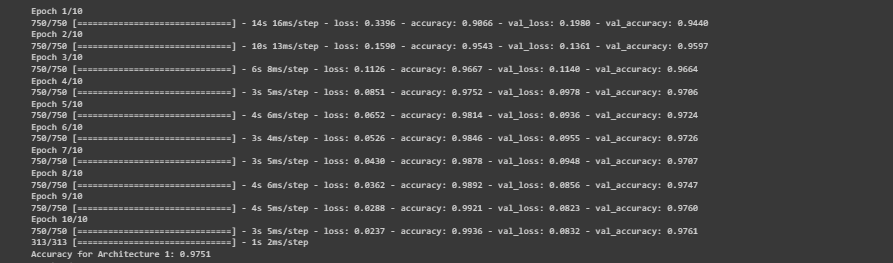 Epoch 1/10
750/750 [==============================] - 14s 16ms/step - loss: 0.3396 - accuracy: 0.9066 - val_loss: 0.1980 - val_accuracy: 0.9440
Epoch 2/10
750/750 [==============================] - 10s 13ms/step - loss: 0.1590 - accuracy: 0.9543 - val_loss: 0.1361 - val_accuracy: 0.9597
Epoch 3/10
750/750 [==============================] - 6s 8ms/step - loss: 0.1126 - accuracy: 0.9667 - val_loss: 0.1140 - val_accuracy: 0.9664
Epoch 4/10
750/750 [==============================] - 3s 5ms/step - loss: 0.0851 - accuracy: 0.9752 - val_loss: 0.0978 - val_accuracy: 0.9706
Epoch 5/10
750/750 [==============================] - 4s 6ms/step - loss: 0.0652 - accuracy: 0.9814 - val_loss: 0.0936 - val_accuracy: 0.9724
Epoch 6/10
750/750 [==============================] - 3s 4ms/step - loss: 0.0526 - accuracy: 0.9846 - val_loss: 0.0955 - val_accuracy: 0.9726
Epoch 7/10
750/750 [==============================] - 3s 5ms/step - loss: 0.0430 - accuracy: 0.9878 - val_loss: 0.0948 - val_accuracy: 0.9707
Epoch 8/10
750/750 [==============================] - 4s 6ms/step - loss: 0.0362 - accuracy: 0.9892 - val_loss: 0.0856 - val_accuracy: 0.9747
Epoch 9/10
750/750 [==============================] - 4s 5ms/step - loss: 0.0288 - accuracy: 0.9921 - val_loss: 0.0823 - val_accuracy: 0.9760
Epoch 10/10
750/750 [==============================] - 3s 5ms/step - loss: 0.0237 - accuracy: 0.9936 - val_loss: 0.0832 - val_accuracy: 0.9761
313/313 [==============================] - 1s 2ms/step
Accuracy for Architecture 1: 0.9751